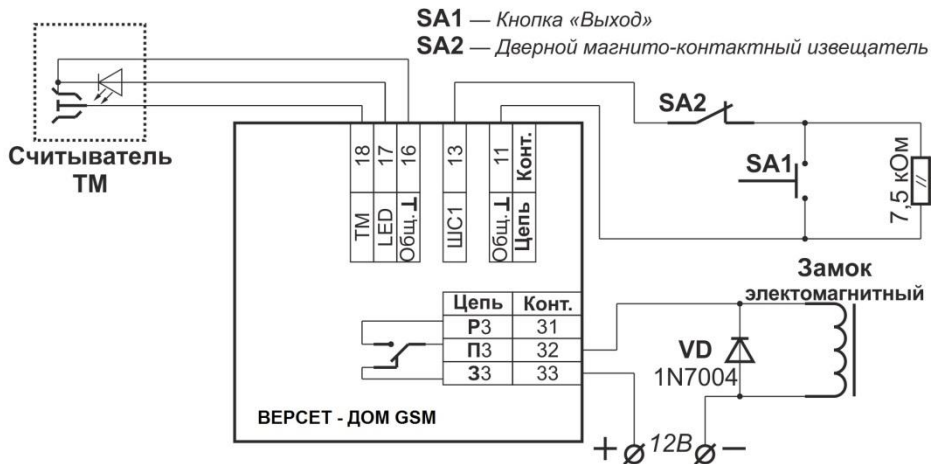 SA1 — Кнопка «Выход»
SA2 — Дверной магнито-контактный извещатель
Считыватель
ТМ
18
17
16
13
11
Конт.
ТМ
LED
Общ.⊥
ШС1
Общ.⊥
Цепь
SA2
SA1
7,5 кОм
Замок
электомагнитный
Цепь Конт.
Р3 31
П3 32
З3 33
VD
1N7004
ВЕРСЕТ - ДОМ GSM
+ 12В –